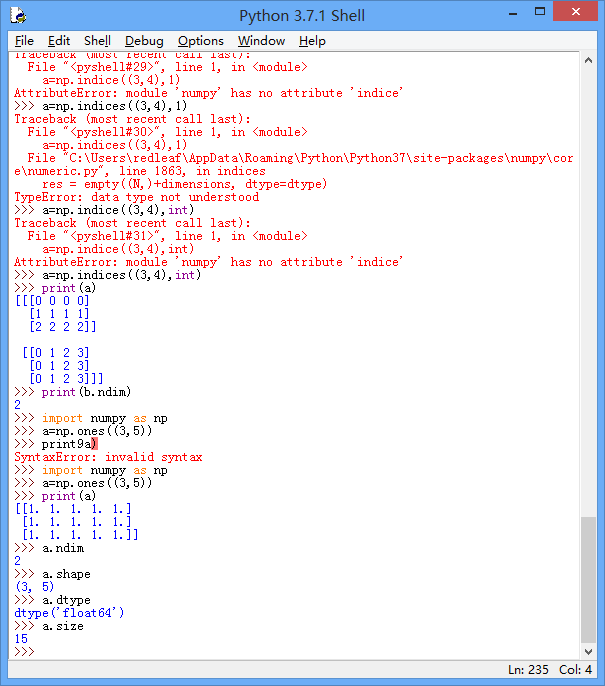 Python 3.7.1 Shell
File Edit Shell Debug Options Window Help
Traceback (most recent call last):
  File "<pyshell#29>", line 1, in <module>
    a=np.indice((3,4),1)
AttributeError: module 'numpy' has no attribute 'indice'
>>> a=np.indices((3,4),1)
Traceback (most recent call last):
  File "<pyshell#30>", line 1, in <module>
    a=np.indices((3,4),1)
  File "C:\Users\redleaf\AppData\Roaming\Python\Python37\site-packages\numpy\cor
e\numeric.py", line 1863, in indices
    res = empty((N,)+dimensions, dtype=dtype)
TypeError: data type not understood
>>> a=np.indice((3,4),int)
Traceback (most recent call last):
  File "<pyshell#31>", line 1, in <module>
    a=np.indice((3,4),int)
AttributeError: module 'numpy' has no attribute 'indice'
>>> a=np.indices((3,4),int)
>>> print(a)
[[[0 0 0 0]
  [1 1 1 1]
  [2 2 2 2]]

 [[0 1 2 3]
  [0 1 2 3]
  [0 1 2 3]]]
>>> print(b.ndim)
2
>>> import numpy as np
>>> a=np.ones((3,5))
>>> print9a)
SyntaxError: invalid syntax
>>> import numpy as np
>>> a=np.ones((3,5))
>>> print(a)
[[1. 1. 1. 1. 1.]
 [1. 1. 1. 1. 1.]
 [1. 1. 1. 1. 1.]]
>>> a.ndim
2
>>> a.shape
(3, 5)
>>> a.dtype
dtype('float64')
>>> a.size
15
>>>
Ln: 235 Col: 4